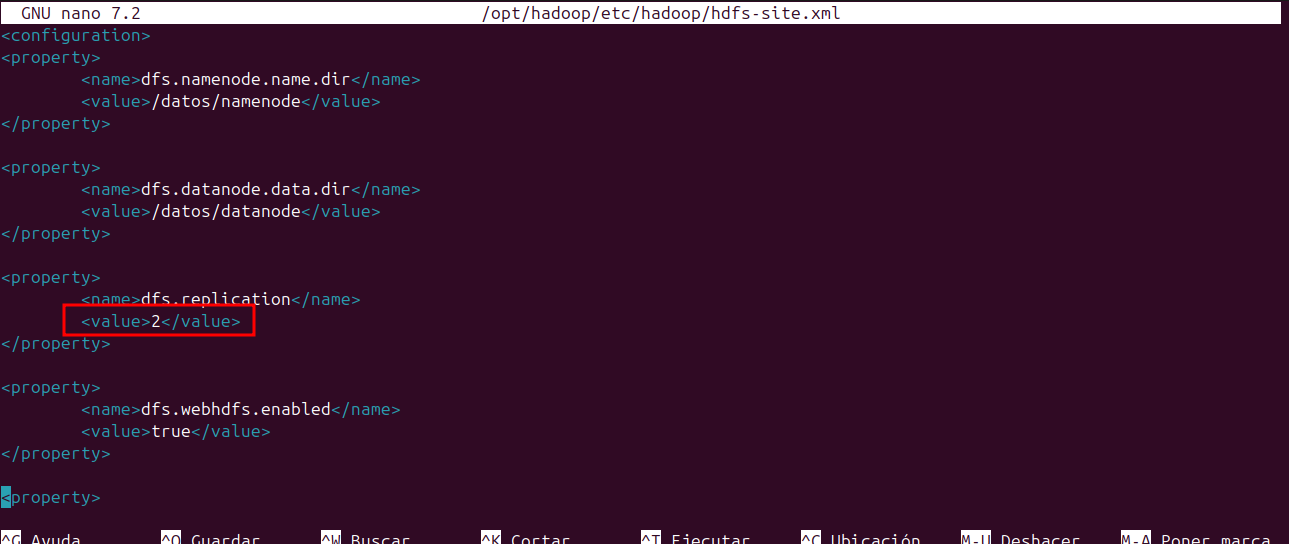 GNU nano 7.2 /opt/hadoop/etc/hadoop/hdfs-site.xml
<configuration>
<property>
<name>dfs.namenode.name.dir</name>
<value>/datos/namenode</value>
</property>
<property>
<name>dfs.datanode.data.dir</name>
<value>/datos/datanode</value>
</property>
<property>
<name>dfs.replication</name>
<value>2</value>
</property>
<property>
<name>dfs.webhdfs.enabled</name>
<value>true</value>
</property>
<property>
^G Ayuda ^O Guardar ^W Buscar ^K Cortar ^T Ejecutar ^C Ubicación M-U Deshacer M-A Poner marca